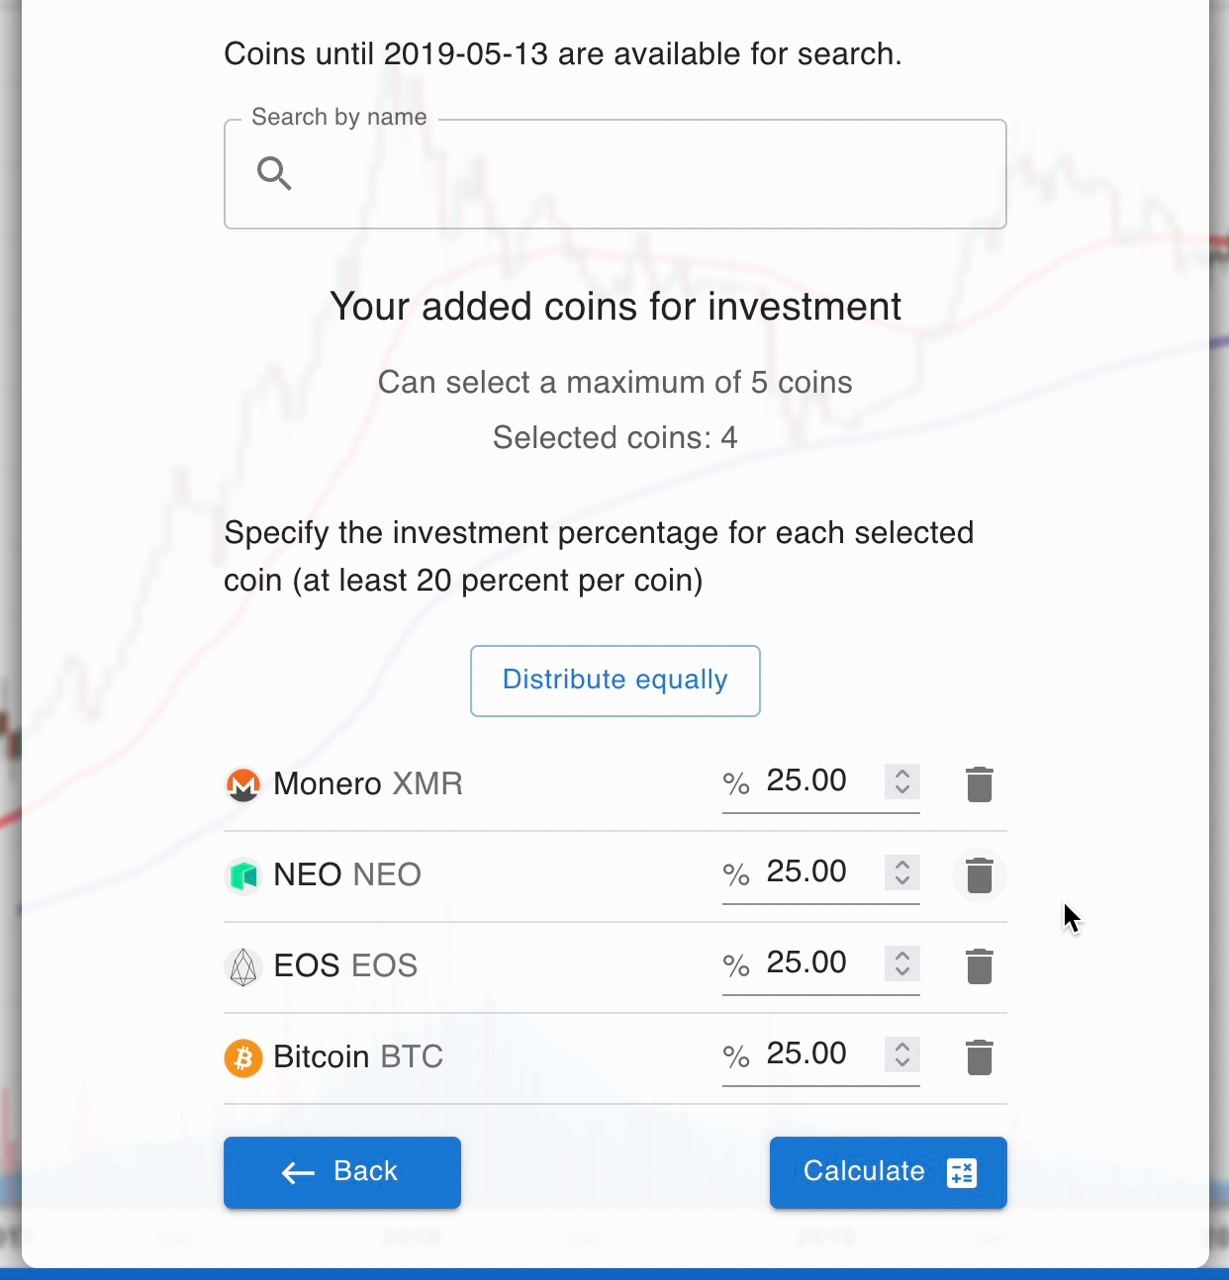 Coins until 2019-05-13 are available for search.
Search by name
Your added coins for investment
Can select a maximum of 5 coins
Selected coins: 4
Specify the investment percentage for each selected
coin (at least 20 percent per coin)
Distribute equally
Monero XMR % 25.00
NEO NEO % 25.00
EOS EOS % 25.00
Bitcoin BTC % 25.00
Back Calculate
2018 2019